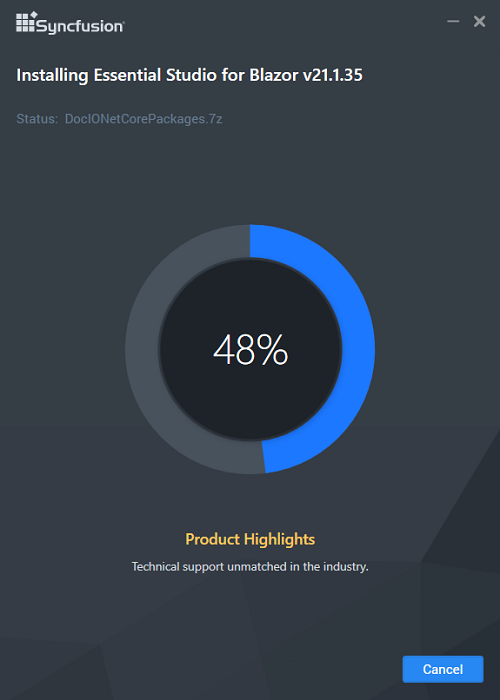 Syncfusion®
Installing Essential Studio for Blazor v21.1.35
Status: DocIONetCorePackages.7z
48%
Product Highlights
Technical support unmatched in the industry.
Cancel